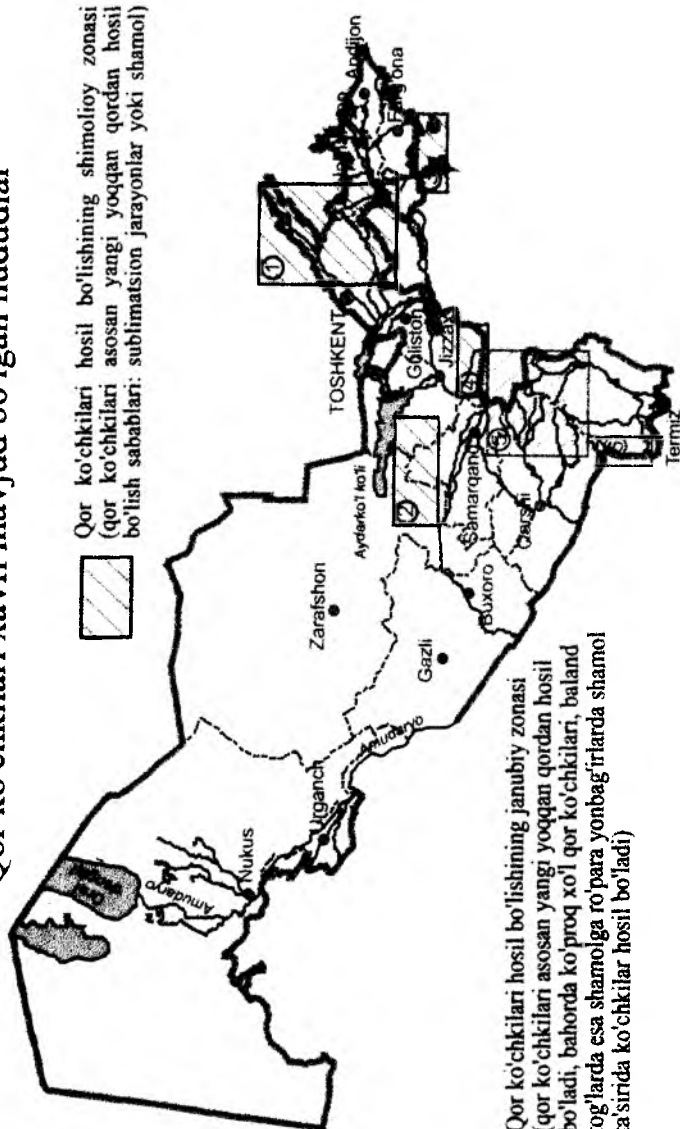 Qor ko'chkilari xavfi mavjud bo'lgan hududlar
Qor ko'chkilari hosil bo'lishining shimoliy zonasi
(qor ko'chkilari asosan yangi yoqqan qordan hosil
bo'lish sabablari: sublimatsion jarayonlar yoki shamol)
TOSHKENT
Andijon
Farg'ona
Guliston
Jizzax
Aydarko'l ko'li
Samarqand
Zarafshon
Gazli
Buxoro
Qarshi
Termiz
Nukus
Urganch
Amudaryo
Amudaryo
1
2
4
Qor ko'chkilari hosil bo'lishining janubiy zonasi
(qor ko'chkilari asosan yangi yoqqan qordan hosil
bo'ladi, bahorda ko'proq xo'l qor ko'chkilari, baland
tog'larda esa shamolga ro'para yonbag'irlarda shamol
ta'sirida ko'chkilar hosil bo'ladi)